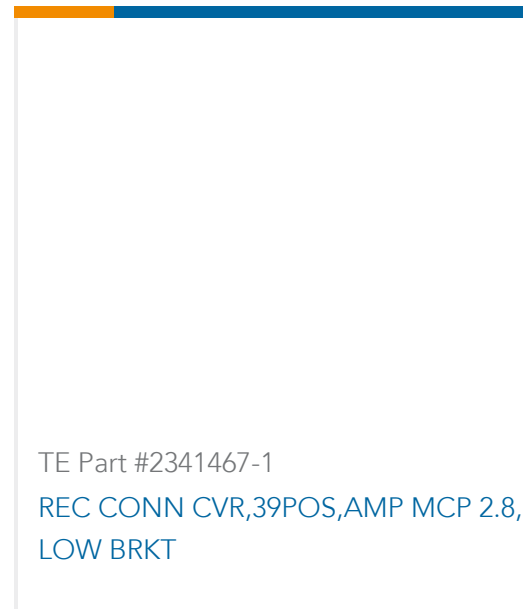 TE Part #2341467-1
REC CONN CVR,39POS,AMP MCP 2.8,
LOW BRKT